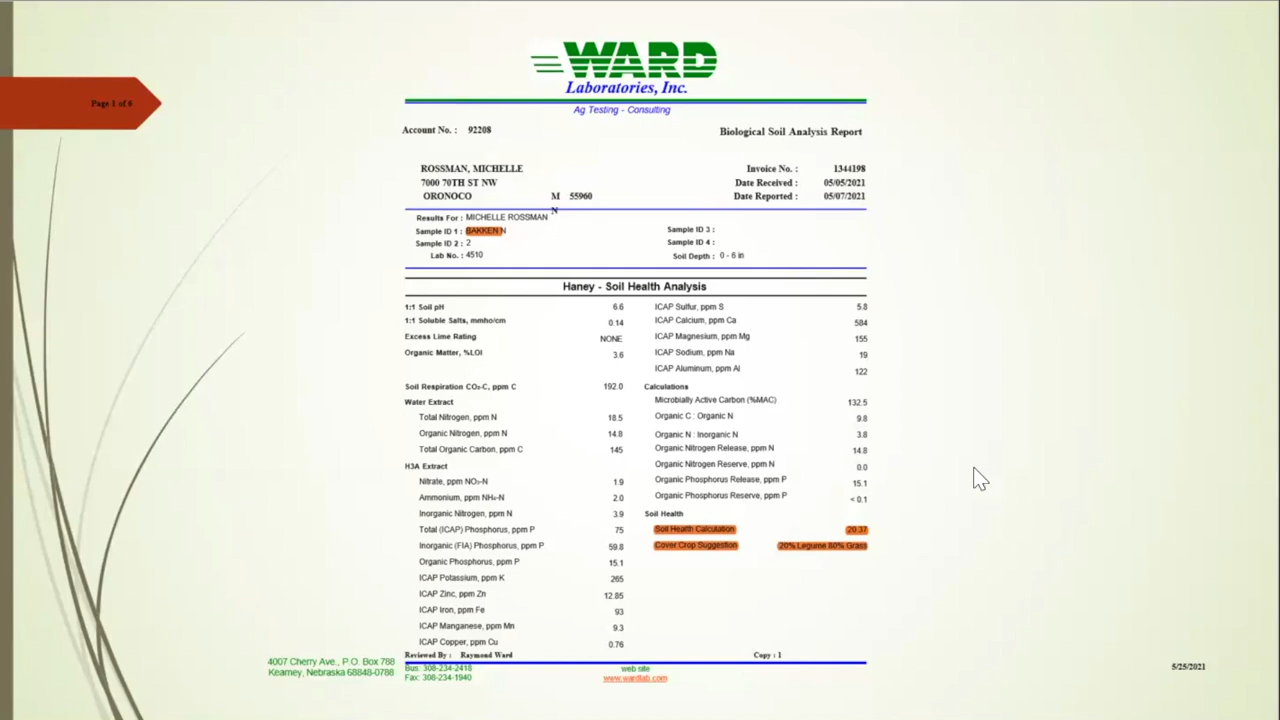 WARD
Laboratories, Inc.
Ag Testing - Consulting
Page 1 of 6
Account No. : 92208
Biological Soil Analysis Report
ROSSMAN, MICHELLE
7000 70TH ST NW
ORONOCO MN 55960
Invoice No. : 1344198
Date Received : 05/05/2021
Date Reported : 05/07/2021
Results For : MICHELLE ROSSMAN
Sample ID 1 : BAKKEN N
Sample ID 2 : 2
Lab No. : 4510
Sample ID 3 :
Sample ID 4 :
Soil Depth : 0 - 6 in
Haney - Soil Health Analysis
1:1 Soil pH 6.6
1:1 Soluble Salts, mmho/cm 0.14
Excess Lime Rating NONE
Organic Matter, %LOI 3.6
Soil Respiration CO₂-C, ppm C 192.0
Water Extract
Total Nitrogen, ppm N 18.5
Organic Nitrogen, ppm N 14.8
Total Organic Carbon, ppm C 145
H3A Extract
Nitrate, ppm NO₃-N 1.9
Ammonium, ppm NH₄-N 2.0
Inorganic Nitrogen, ppm N 3.9
Total (ICAP) Phosphorus, ppm P 75
Inorganic (FIA) Phosphorus, ppm P 59.8
Organic Phosphorus, ppm P 15.1
ICAP Potassium, ppm K 265
ICAP Zinc, ppm Zn 12.85
ICAP Iron, ppm Fe 93
ICAP Manganese, ppm Mn 9.3
ICAP Copper, ppm Cu 0.76
ICAP Sulfur, ppm S 5.8
ICAP Calcium, ppm Ca 584
ICAP Magnesium, ppm Mg 155
ICAP Sodium, ppm Na 19
ICAP Aluminum, ppm Al 122
Calculations
Microbially Active Carbon (%MAC) 132.5
Organic C : Organic N 9.8
Organic N : Inorganic N 3.8
Organic Nitrogen Release, ppm N 14.8
Organic Nitrogen Reserve, ppm N 0.0
Organic Phosphorus Release, ppm P 15.1
Organic Phosphorus Reserve, ppm P < 0.1
Soil Health
Soil Health Calculation 20.37
Cover Crop Suggestion 20% Legume 80% Grass
Reviewed By : Raymond Ward
Copy : 1
4007 Cherry Ave., P.O. Box 788
Kearney, Nebraska 68848-0788
Bus: 308-234-2418
Fax: 308-234-1940
web site
www.wardlab.com
5/25/2021